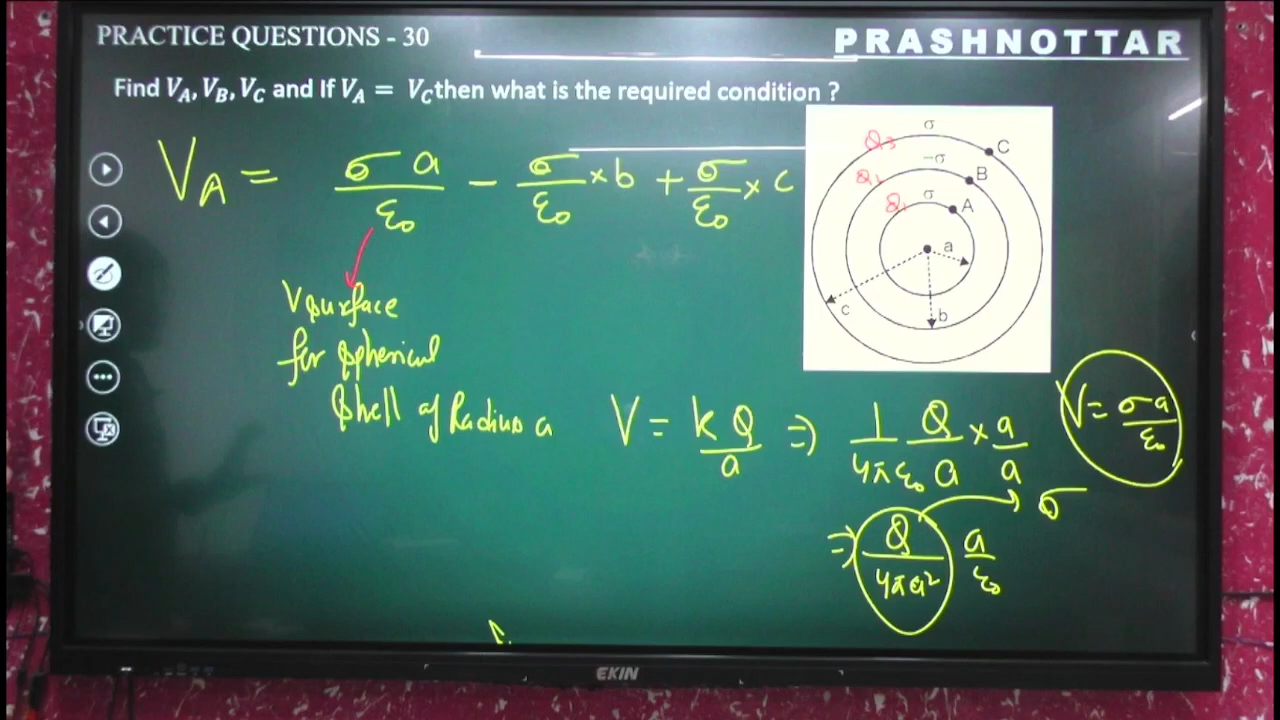 PRACTICE QUESTIONS - 30
PRASHNOTTAR
Find V_A, V_B, V_C and If V_A = V_C then what is the required condition ?
V_A = σ a / ε₀ - σ / ε₀ × b + σ / ε₀ × c
V surface
for spherical
shell of Radius a
σ
Q₃
C
-σ
Q₂
B
σ
Q₁
A
a
c
b
V = kQ / a ⇒ 1 / 4πε₀ Q / a × a / a
V = σa / ε₀
σ
⇒ Q / 4πa² a / ε₀
EKIN